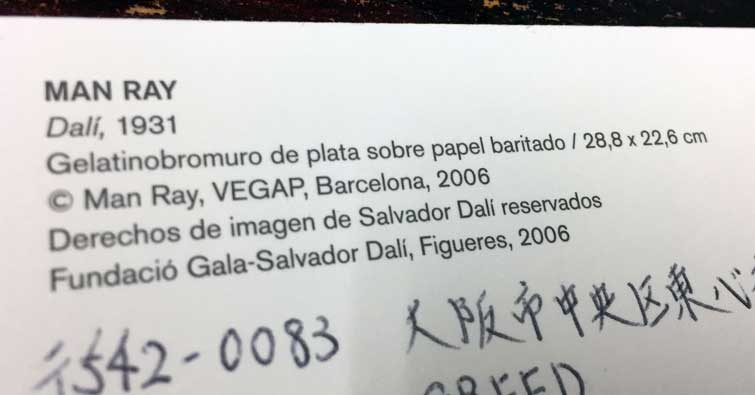 MAN RAY
Dalí, 1931
Gelatinobromuro de plata sobre papel baritado / 28,8 x 22,6 cm
© Man Ray, VEGAP, Barcelona, 2006
Derechos de imagen de Salvador Dalí reservados
Fundació Gala-Salvador Dalí, Figueres, 2006
〒542-0083 大阪市中央区東心